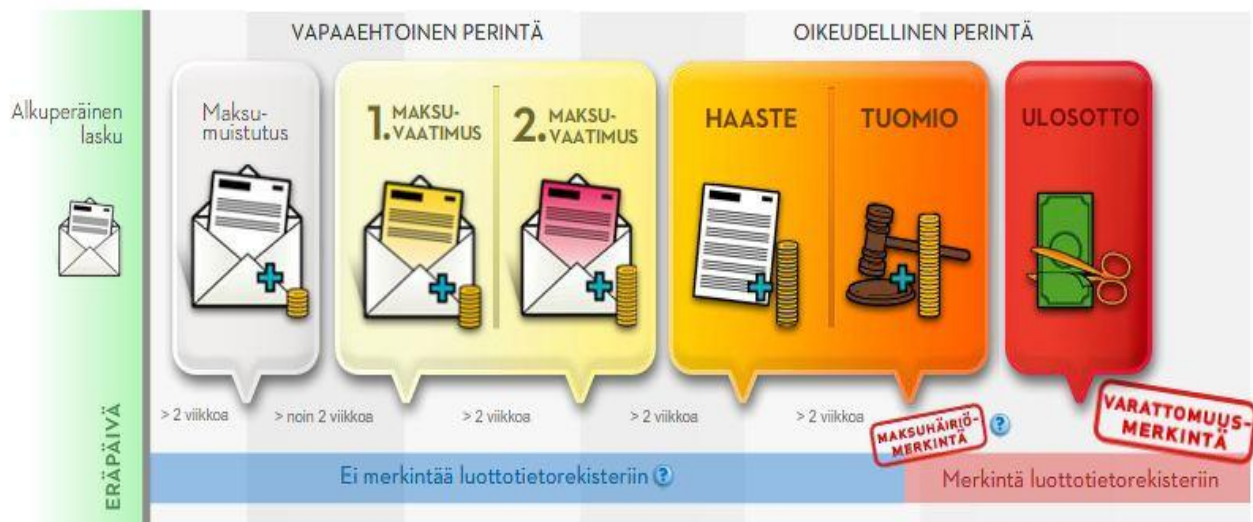 VAPAAEHTOINEN PERINTÄ
OIKEUDELLINEN PERINTÄ
Alkuperäinen
lasku
Maksu-
muistutus
1. MAKSU-
VAATIMUS
2. MAKSU-
VAATIMUS
HAASTE
TUOMIO
ULOSOTTO
ERÄPÄIVÄ
> 2 viikkoa
> noin 2 viikkoa
> 2 viikkoa
> 2 viikkoa
> 2 viikkoa
MAKSUHÄIRIÖ-
MERKINTÄ
?
VARATTOMUUS-
MERKINTÄ
Ei merkintää luottotietorekisteriin ?
Merkintä luottotietorekisteriin